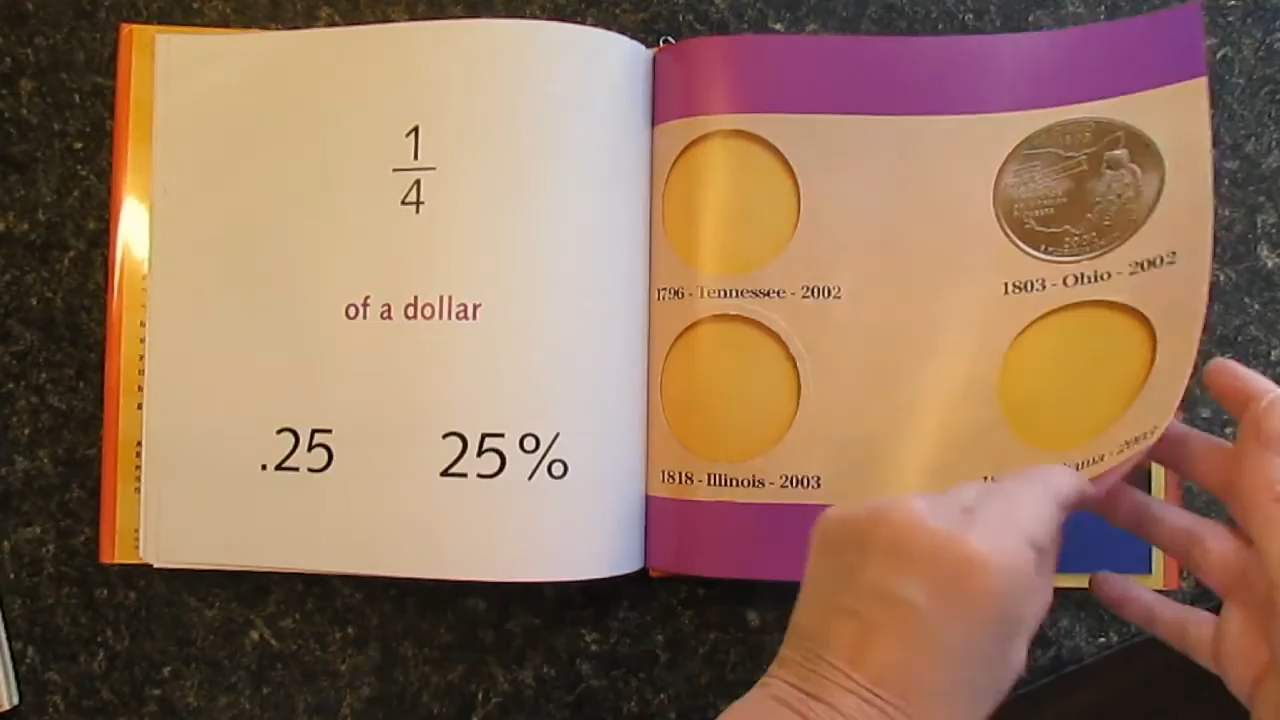 1
4
of a dollar
.25 25%
1796 - Tennessee - 2002
1803 - Ohio - 2002
1818 - Illinois - 2003